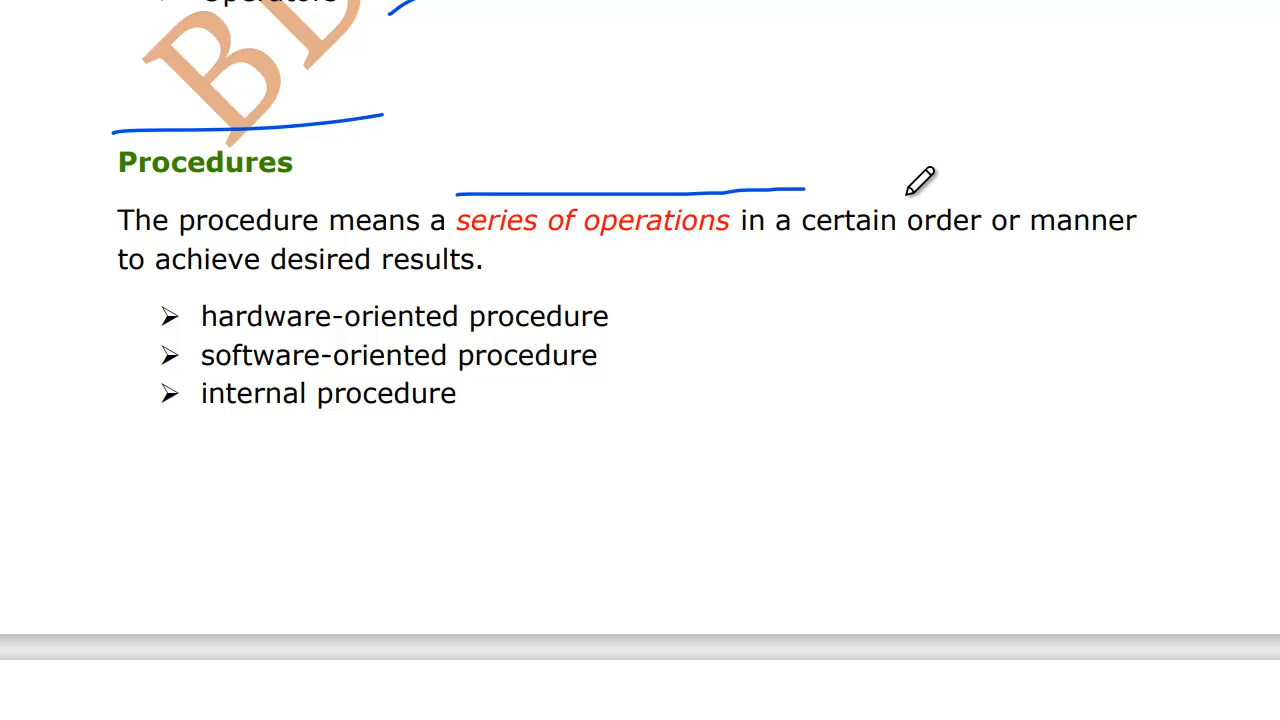 Operators
Procedures
The procedure means a series of operations in a certain order or manner
to achieve desired results.
➢ hardware-oriented procedure
➢ software-oriented procedure
➢ internal procedure